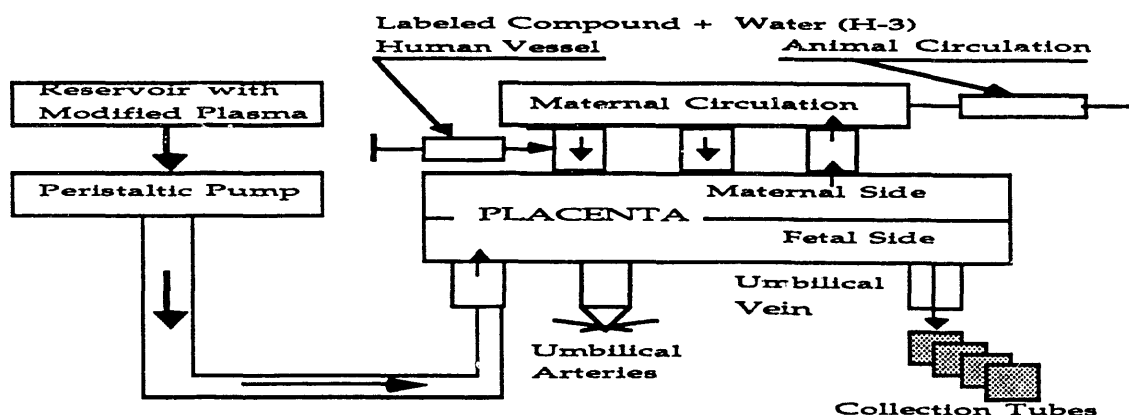 Labeled Compound + Water (H-3)
Human Vessel
Animal Circulation
Reservoir with
Modified Plasma
Maternal Circulation
Peristaltic Pump
Maternal Side
PLACENTA
Fetal Side
Umbilical
Vein
Umbilical
Arteries
Collection Tubes